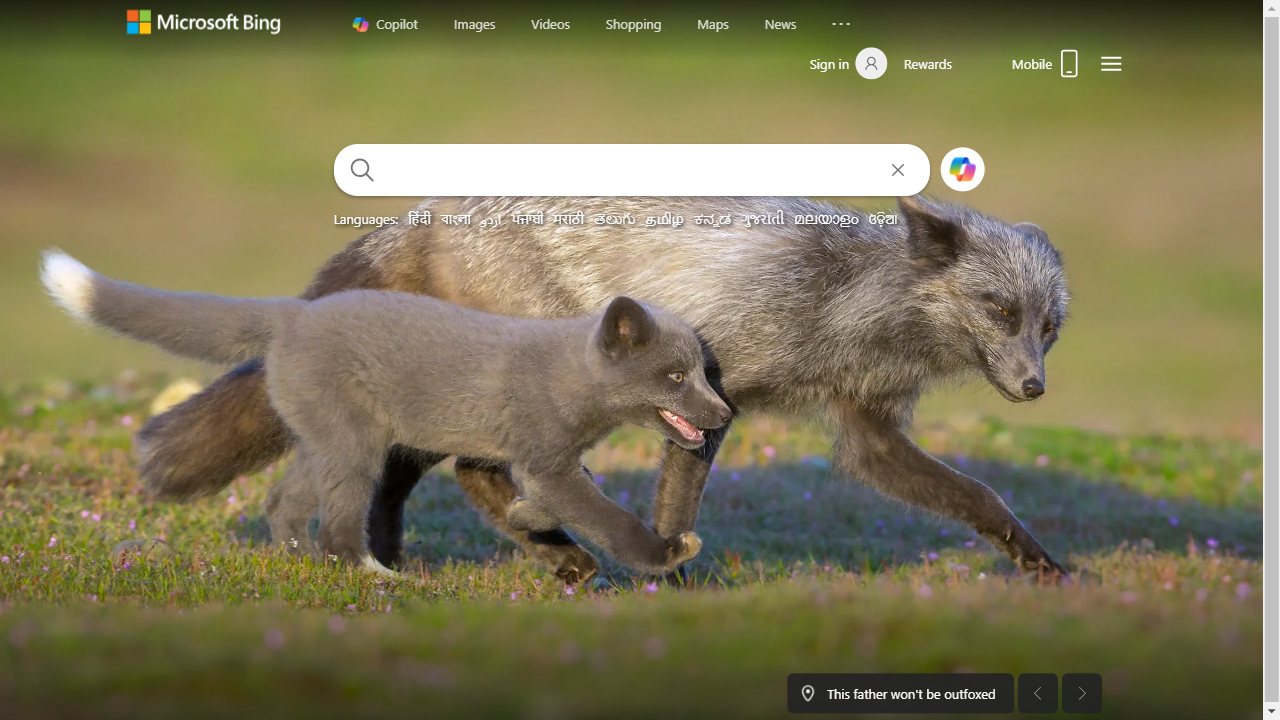 Microsoft Bing
Copilot Images Videos Shopping Maps News
Sign in Rewards Mobile
Languages: हिंदी বাংলা اردو ਪੰਜਾਬੀ मराठी తెలుగు தமிழ் ಕನ್ನಡ ગુજરાતી മലയാളം ଓଡ଼ିଆ
This father won't be outfoxed